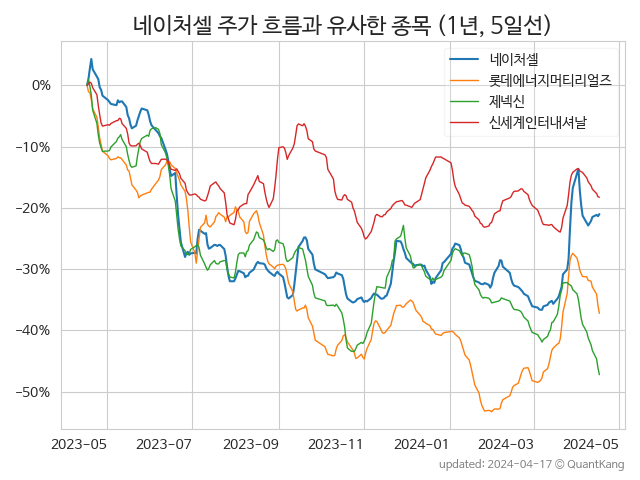 네이처셀 주가 흐름과 유사한 종목 (1년, 5일선)
네이처셀
롯데에너지머티리얼즈
제넥신
신세계인터내셔날
0%
−10%
−20%
−30%
−40%
−50%
2023-05 2023-07 2023-09 2023-11 2024-01 2024-03 2024-05
updated: 2024-04-17 © QuantKang